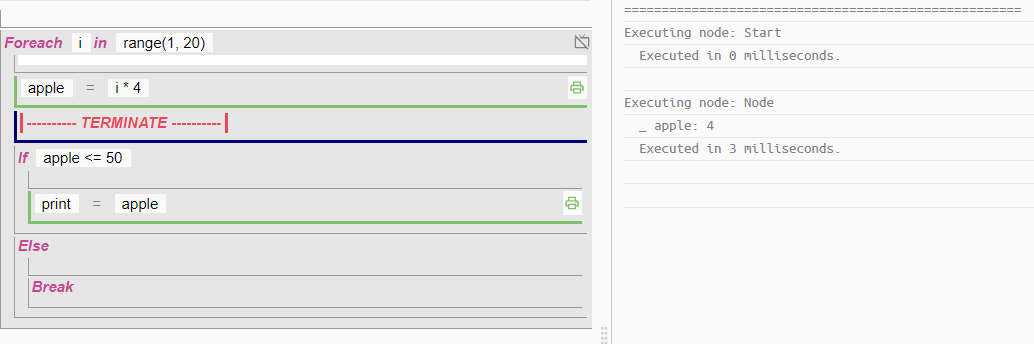 Foreach i in range(1, 20)
apple = i * 4
---------- TERMINATE ----------
If apple <= 50
print = apple
Else
Break
=====================================================
Executing node: Start
Executed in 0 milliseconds.
Executing node: Node
_ apple: 4
Executed in 3 milliseconds.